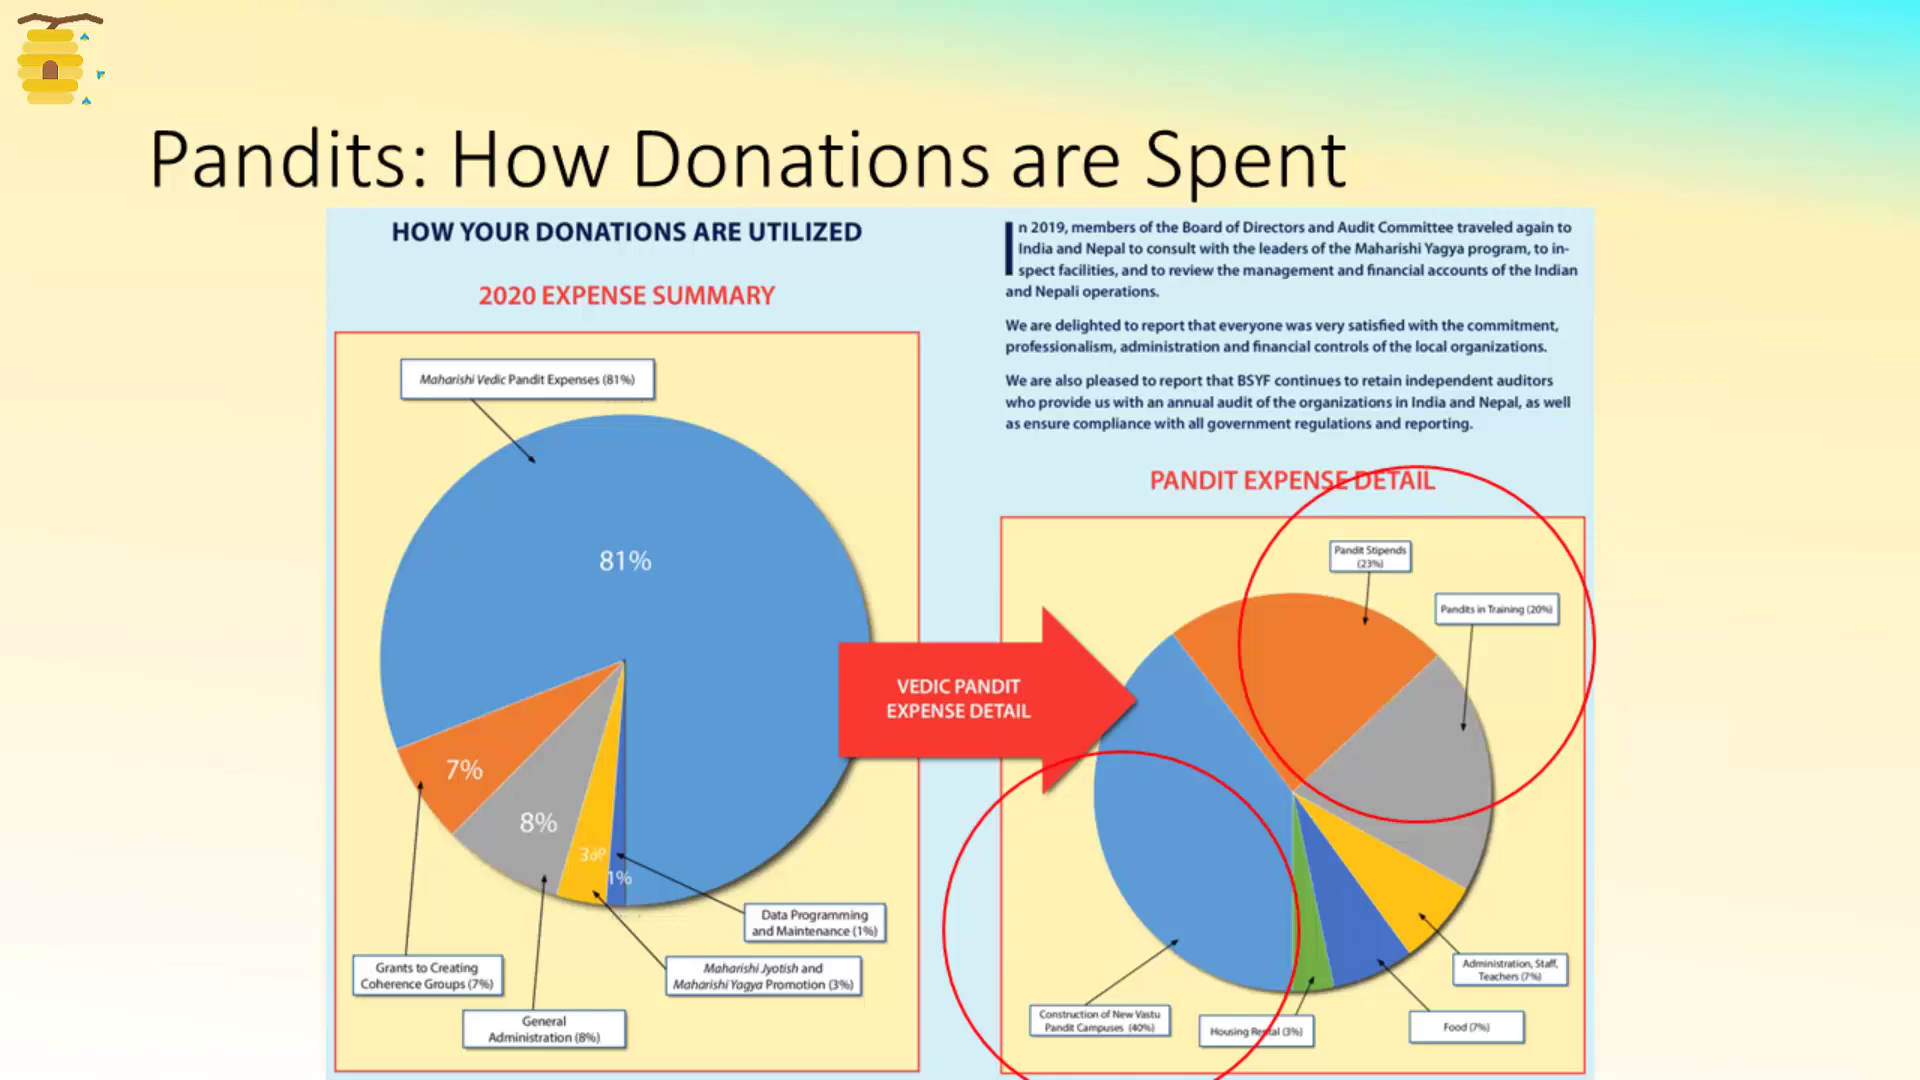 Pandits: How Donations are Spent
HOW YOUR DONATIONS ARE UTILIZED
2020 EXPENSE SUMMARY
Maharishi Vedic Pandit Expenses (81%)
81%
7%
8%
1%
Data Programming
and Maintenance (1%)
Maharishi Jyotish and
Maharishi Yagya Promotion (3%)
Grants to Creating
Coherence Groups (7%)
General
Administration (8%)
In 2019, members of the Board of Directors and Audit Committee traveled again to
India and Nepal to consult with the leaders of the Maharishi Yagya program, to in-
spect facilities, and to review the management and financial accounts of the Indian
and Nepali operations.
We are delighted to report that everyone was very satisfied with the commitment,
professionalism, administration and financial controls of the local organizations.
We are also pleased to report that BSYF continues to retain independent auditors
who provide us with an annual audit of the organizations in India and Nepal, as well
as ensure compliance with all government regulations and reporting.
PANDIT EXPENSE DETAIL
VEDIC PANDIT
EXPENSE DETAIL
Pandit Stipends
(23%)
Pandits in Training (20%)
Administration, Staff,
Teachers (7%)
Food (7%)
Housing Rental (3%)
Construction of New Vastu
Pandit Campuses (40%)